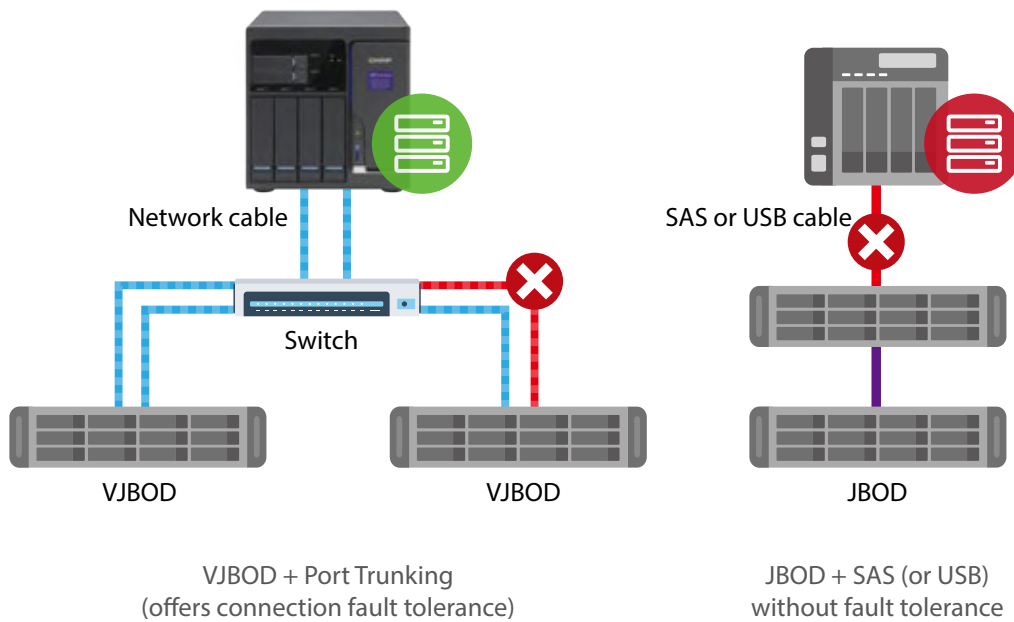 Network cable
SAS or USB cable
Switch
VJBOD
VJBOD
JBOD
VJBOD + Port Trunking
(offers connection fault tolerance)
JBOD + SAS (or USB)
without fault tolerance